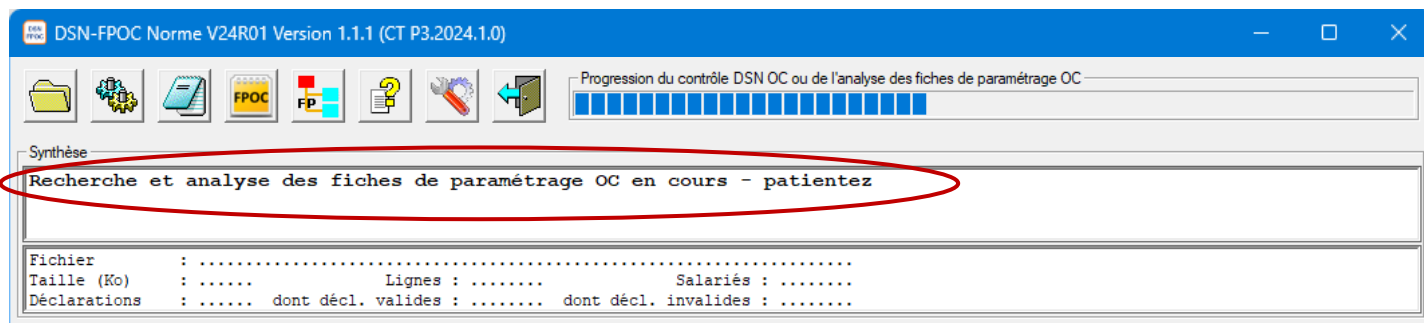 DSN FPOC DSN-FPOC Norme V24R01 Version 1.1.1 (CT P3.2024.1.0)
FPOC FP
Progression du contrôle DSN OC ou de l'analyse des fiches de paramétrage OC
Synthèse
Recherche et analyse des fiches de paramétrage OC en cours - patientez
Fichier : ......................................................................
Taille (Ko) : ...... Lignes : ........ Salariés : ........
Déclarations : ...... dont décl. valides : ........ dont décl. invalides : ........